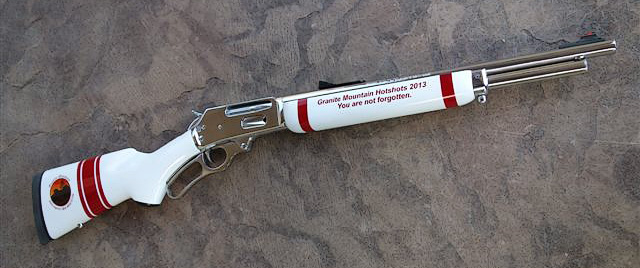 Granite Mountain Hotshots 2013
You are not forgotten.